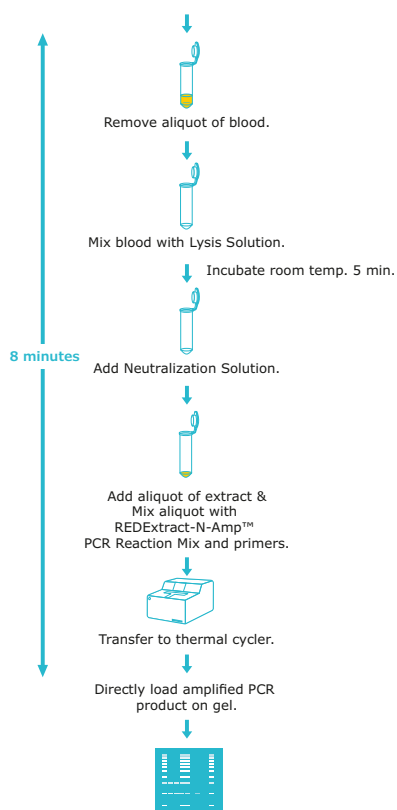 Remove aliquot of blood.
Mix blood with Lysis Solution.
Incubate room temp. 5 min.
8 minutes
Add Neutralization Solution.
Add aliquot of extract &
Mix aliquot with
REDExtract-N-Amp™
PCR Reaction Mix and primers.
Transfer to thermal cycler.
Directly load amplified PCR
product on gel.